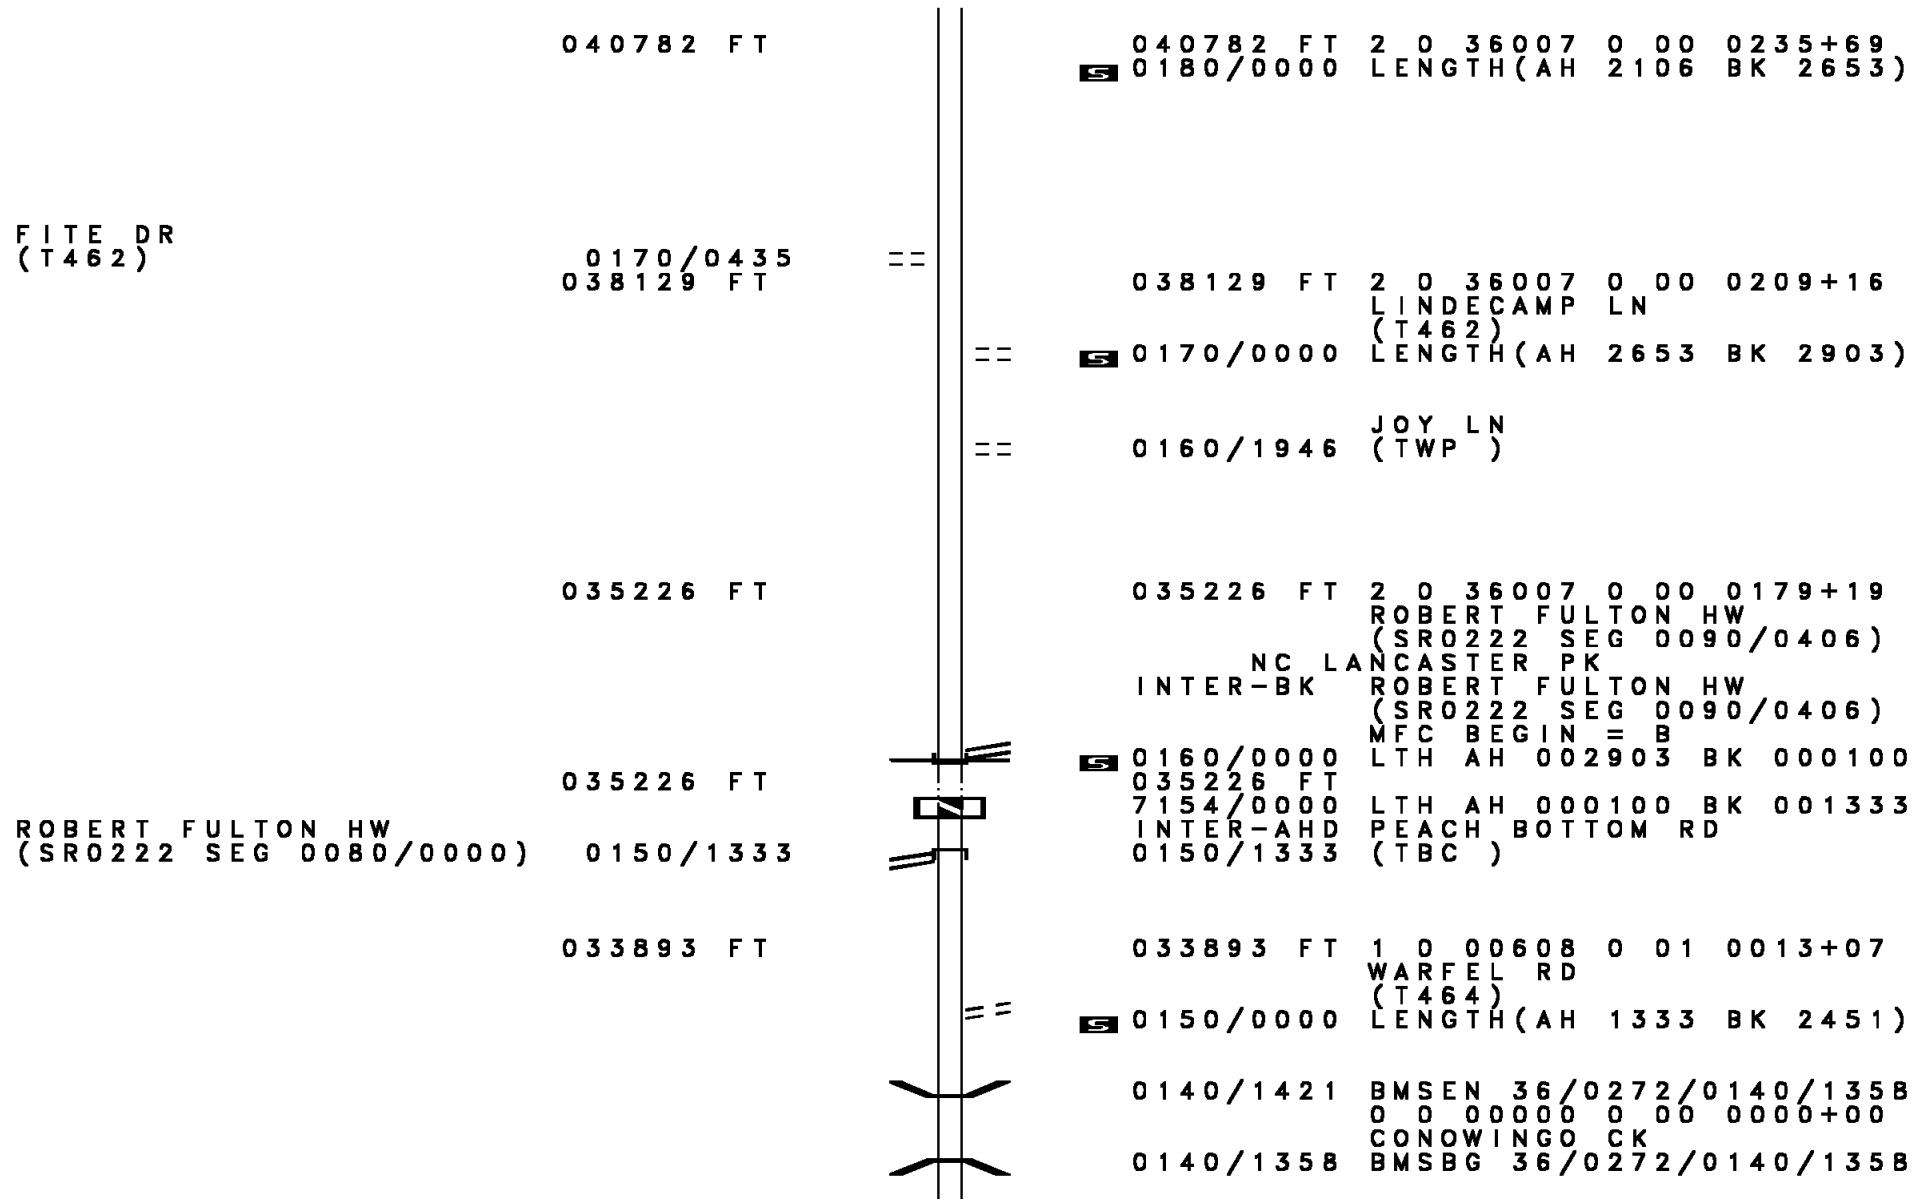 040782 FT 040782 FT 2 0 36007 0 00 0235+69
S 0180/0000 LENGTH(AH 2106 BK 2653)
FITE DR
(T462) 0170/0435
038129 FT 038129 FT 2 0 36007 0 00 0209+16
LINDECAMP LN
(T462)
S 0170/0000 LENGTH(AH 2653 BK 2903)
JOY LN
0160/1946 (TWP )
035226 FT 035226 FT 2 0 36007 0 00 0179+19
ROBERT FULTON HW
(SR0222 SEG 0090/0406)
NC LANCASTER PK
INTER-BK ROBERT FULTON HW
(SR0222 SEG 0090/0406)
MFC BEGIN = B
S 0160/0000 LTH AH 002903 BK 000100
035226 FT 035226 FT
7154/0000 LTH AH 000100 BK 001333
ROBERT FULTON HW INTER-AHD PEACH BOTTOM RD
(SR0222 SEG 0080/0000) 0150/1333 0150/1333 (TBC )
033893 FT 033893 FT 1 0 00608 0 01 0013+07
WARFEL RD
(T464)
S 0150/0000 LENGTH(AH 1333 BK 2451)
0140/1421 BMSEN 36/0272/0140/1358
0 0 00000 0 00 0000+00
CONOWINGO CK
0140/1358 BMSBG 36/0272/0140/1358